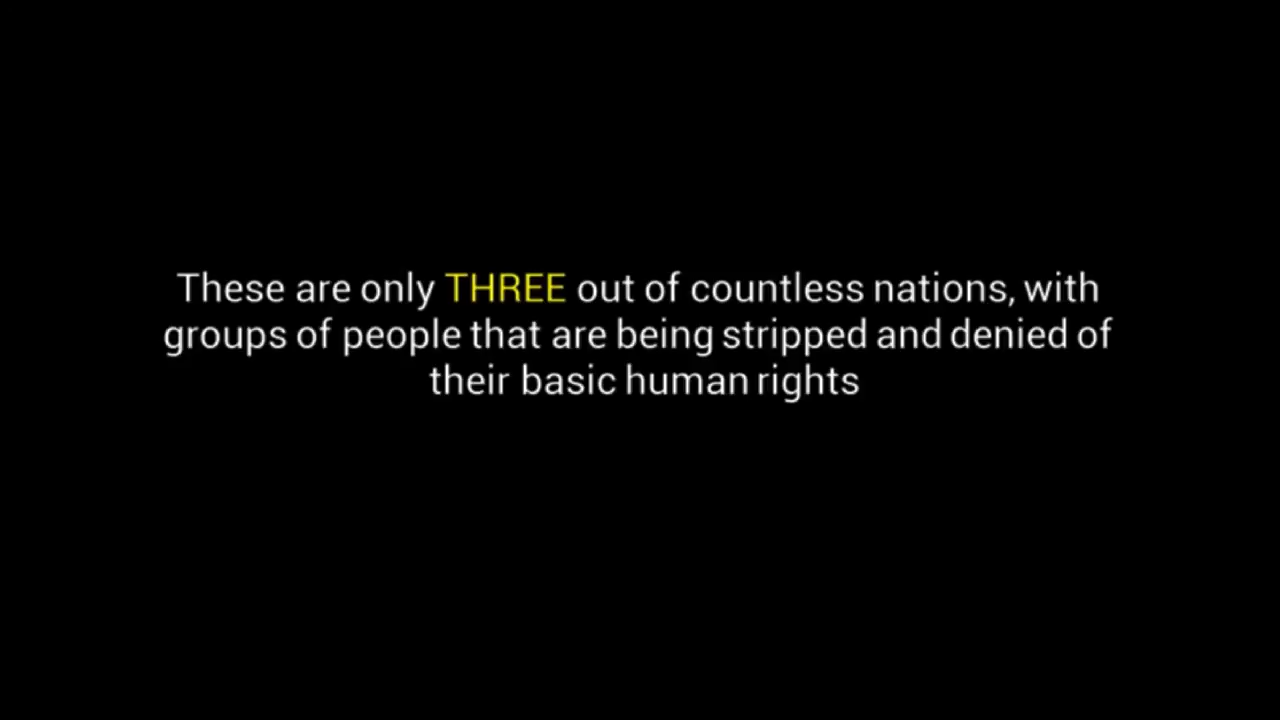 These are only THREE out of countless nations, with
groups of people that are being stripped and denied of
their basic human rights